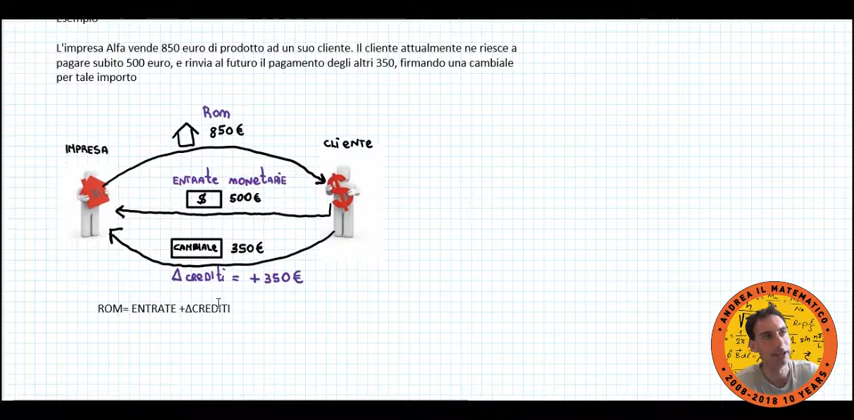 Esempio
L'impresa Alfa vende 850 euro di prodotto ad un suo cliente. Il cliente attualmente ne riesce a
pagare subito 500 euro, e rinvia al futuro il pagamento degli altri 350, firmando una cambiale
per tale importo
Rom
850€
IMPRESA
CLIENTE
ENTRATE MONETARIE
$ 500€
CAMBIALE 350€
Δ CREDITI = +350€
ROM= ENTRATE +ΔCREDITI
ANDREA IL MATEMATICO
2008-2018 10 YEARS